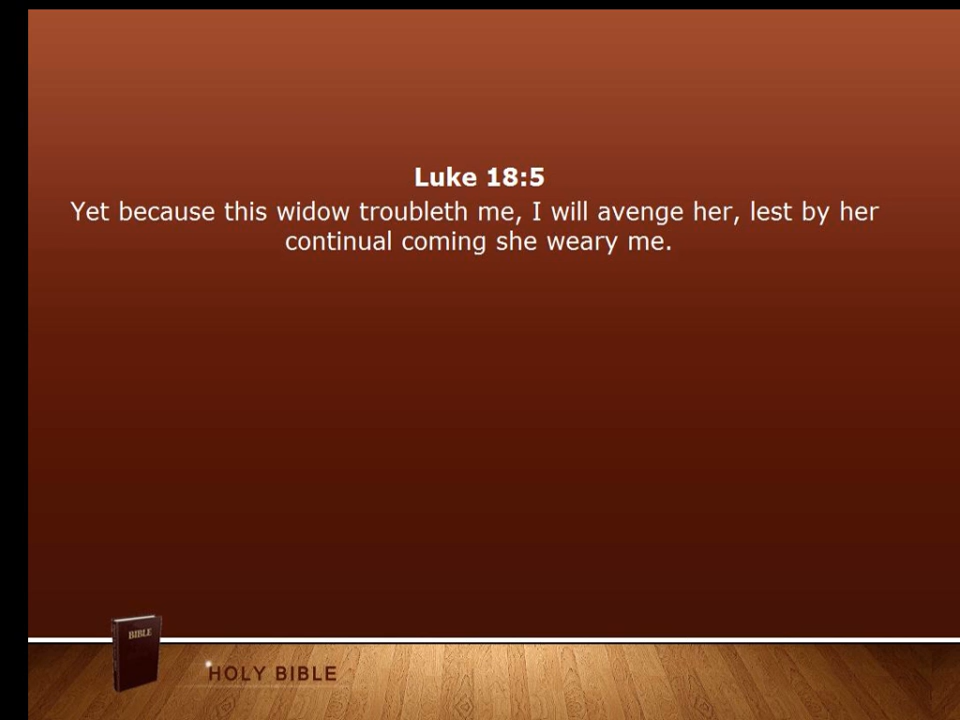 Luke 18:5
Yet because this widow troubleth me, I will avenge her, lest by her
continual coming she weary me.
BIBLE
HOLY BIBLE